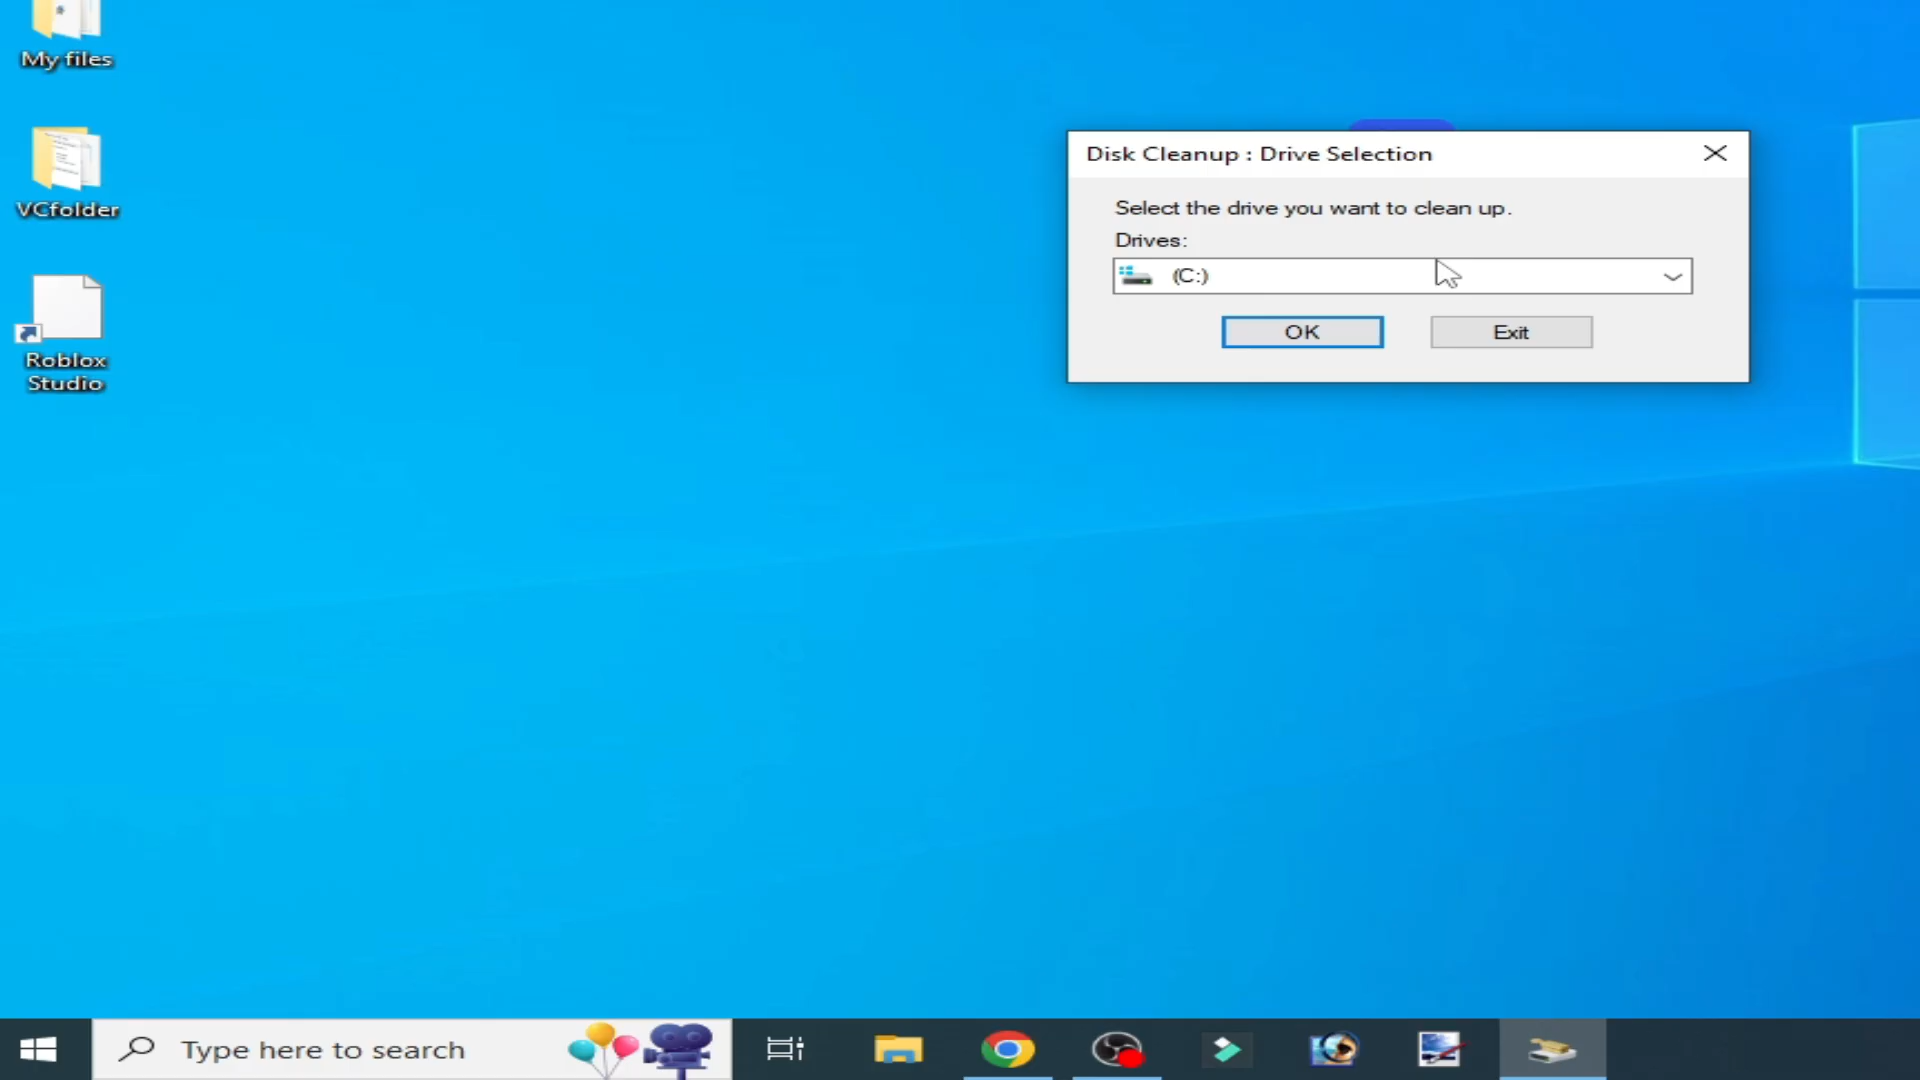 My files
VCfolder
Roblox
Studio
Disk Cleanup : Drive Selection
Select the drive you want to clean up.
Drives:
(C:)
OK
Exit
Type here to search